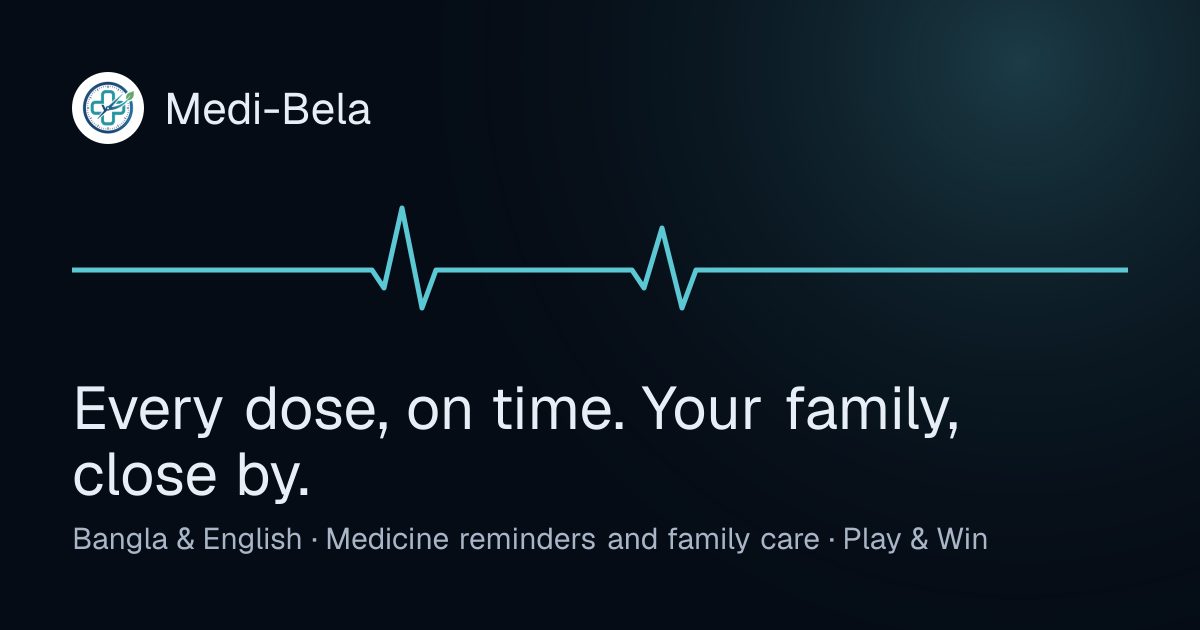 Medi-Bela
Every dose, on time. Your family,
close by.
Bangla & English · Medicine reminders and family care · Play & Win